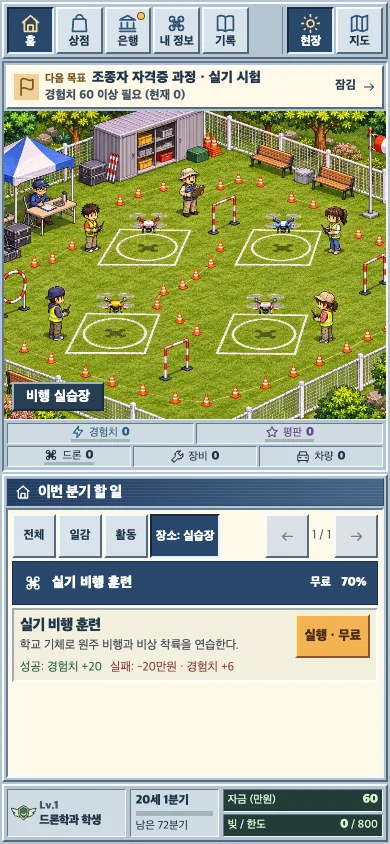 홈
상점
은행
내 정보
기록
현장
지도
다음 목표 조종자 자격증 과정 · 실기 시험
경험치 60 이상 필요 (현재 0)
잠김 →
비행 실습장
경험치 0
평판 0
드론 0
장비 0
차량 0
이번 분기 할 일
전체
일감
활동
장소: 실습장
← 1 / 1 →
실기 비행 훈련 무료 70%
실기 비행 훈련
학교 기체로 원주 비행과 비상 착륙을 연습한다.
성공: 경험치 +20 실패: -20만원 · 경험치 +6
실행 · 무료
Lv.1
드론학과 학생
20세 1분기
남은 72분기
자금 (만원) 60
빚 / 한도 0 / 800